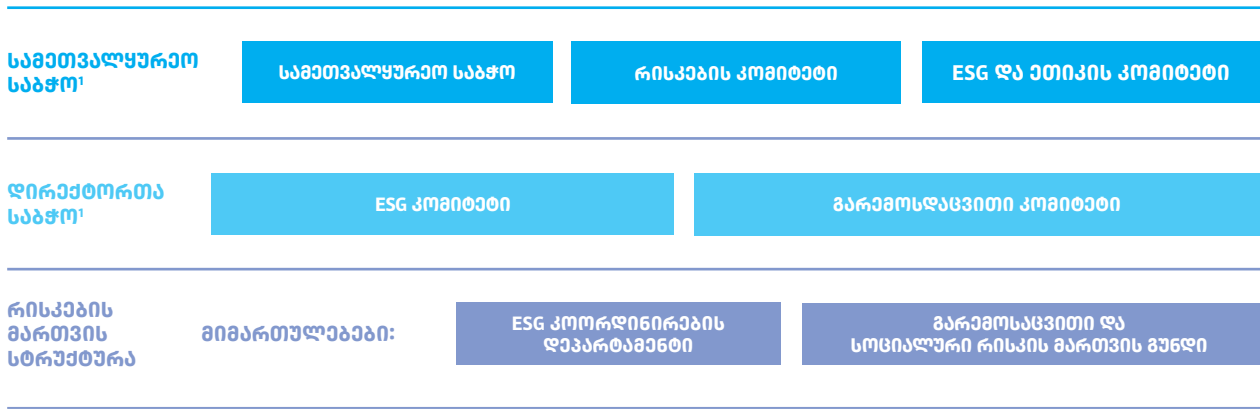 სამეთვალყურეო
საბჭო¹
სამეთვალყურეო საბჭო
რისკების კომიტეტი
ESG და ეთიკის კომიტეტი
დირექტორთა
საბჭო¹
ESG კომიტეტი
გარემოსდაცვითი კომიტეტი
რისკების
მართვის
სტრუქტურა
მიმართულებები:
ESG კოორდინირების
დეპარტამენტი
გარემოსაცვითი და
სოციალური რისკის მართვის გუნდი